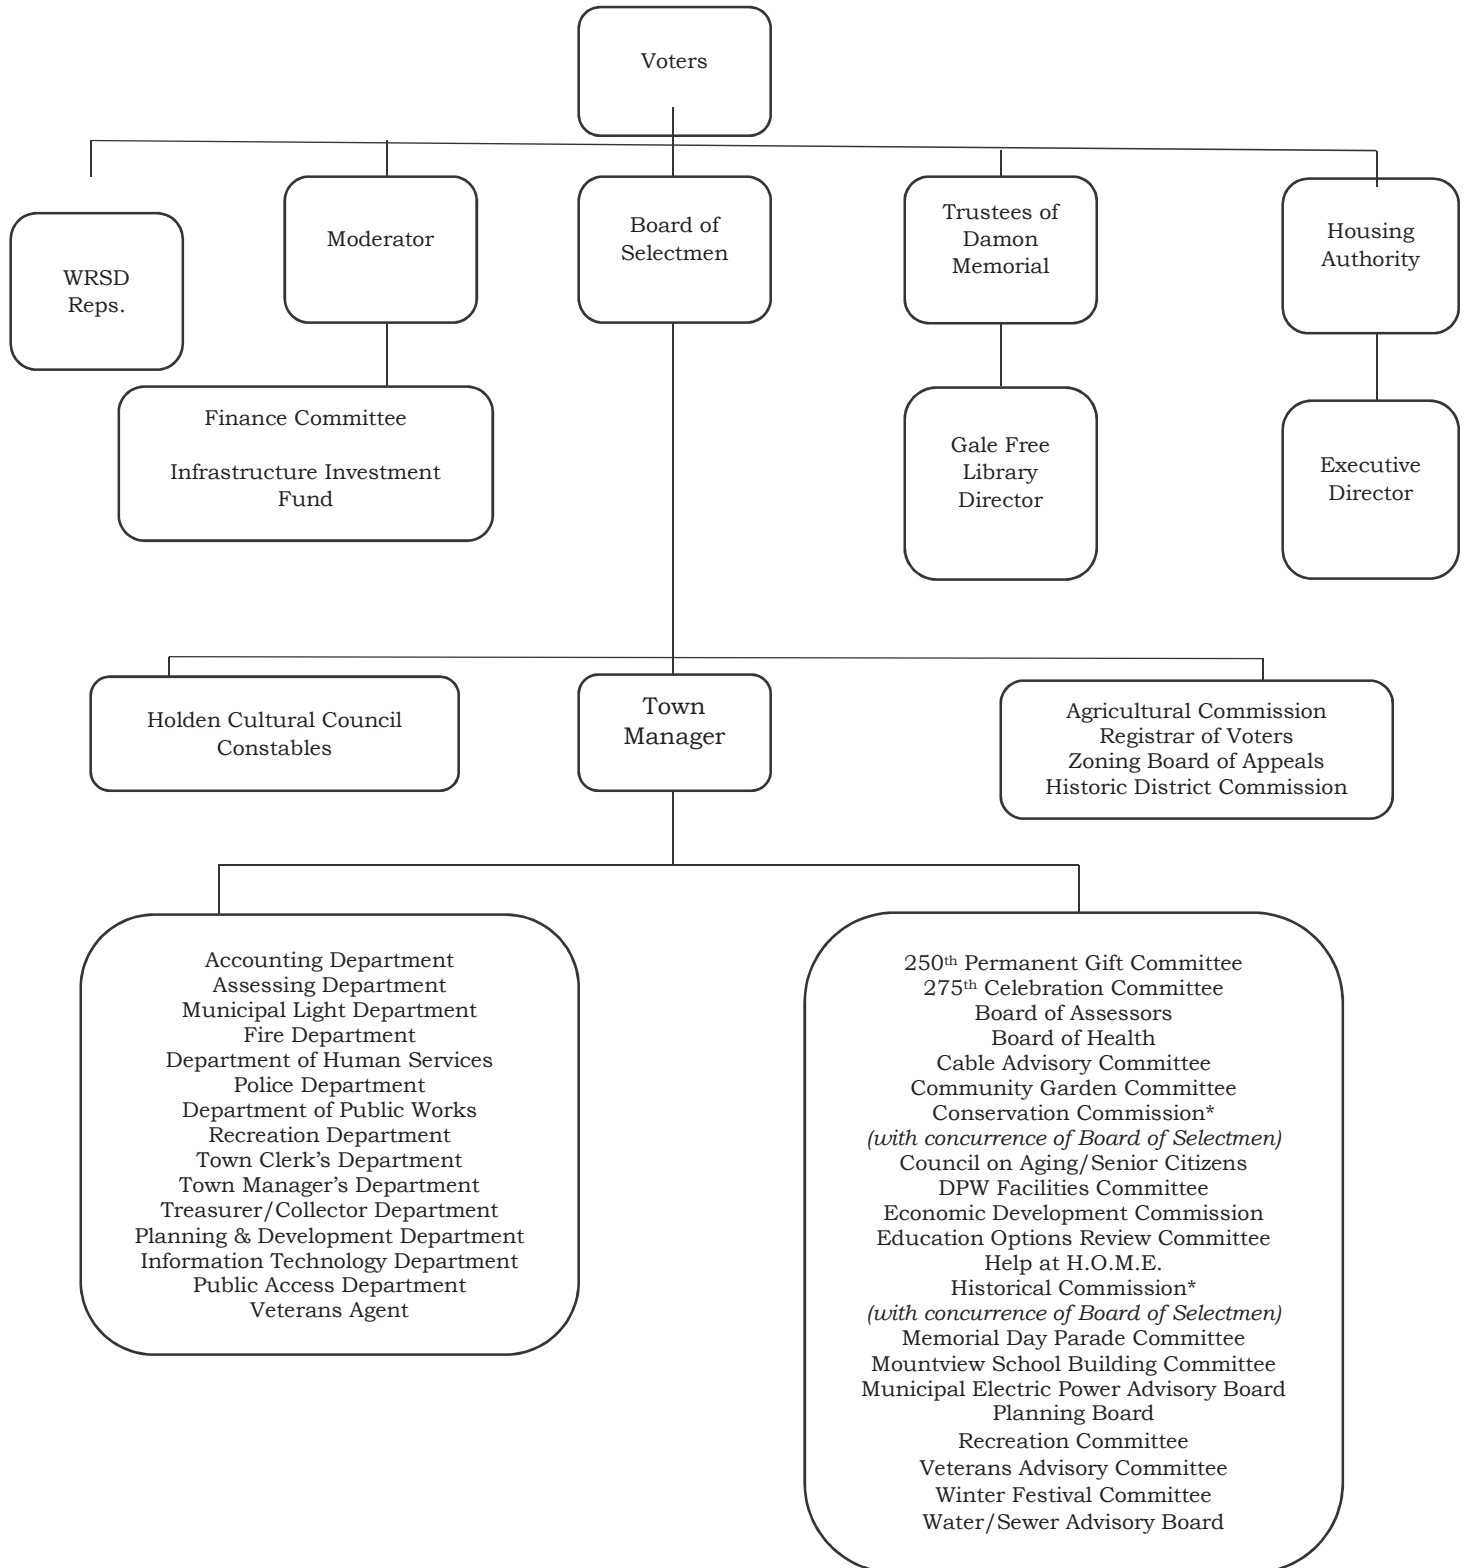 Voters
WRSD
Reps.
Moderator
Board of
Selectmen
Trustees of
Damon
Memorial
Housing
Authority
Finance Committee
Infrastructure Investment
Fund
Gale Free
Library
Director
Executive
Director
Holden Cultural Council
Constables
Town
Manager
Agricultural Commission
Registrar of Voters
Zoning Board of Appeals
Historic District Commission
Accounting Department
Assessing Department
Municipal Light Department
Fire Department
Department of Human Services
Police Department
Department of Public Works
Recreation Department
Town Clerk’s Department
Town Manager’s Department
Treasurer/Collector Department
Planning & Development Department
Information Technology Department
Public Access Department
Veterans Agent
250th Permanent Gift Committee
275th Celebration Committee
Board of Assessors
Board of Health
Cable Advisory Committee
Community Garden Committee
Conservation Commission*
(with concurrence of Board of Selectmen)
Council on Aging/Senior Citizens
DPW Facilities Committee
Economic Development Commission
Education Options Review Committee
Help at H.O.M.E.
Historical Commission*
(with concurrence of Board of Selectmen)
Memorial Day Parade Committee
Mountview School Building Committee
Municipal Electric Power Advisory Board
Planning Board
Recreation Committee
Veterans Advisory Committee
Winter Festival Committee
Water/Sewer Advisory Board